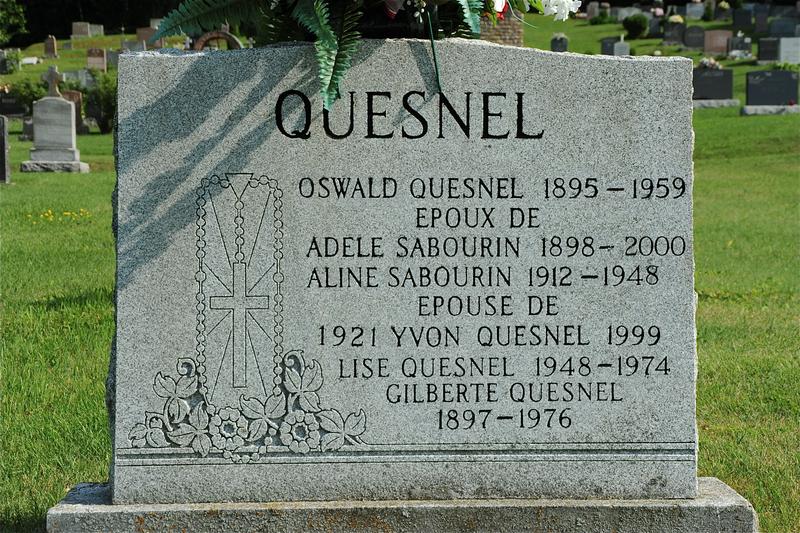 QUESNEL
OSWALD QUESNEL 1895 – 1959
EPOUX DE
ADELE SABOURIN 1898 – 2000
ALINE SABOURIN 1912 – 1948
EPOUSE DE
1921 YVON QUESNEL 1999
LISE QUESNEL 1948 – 1974
GILBERTE QUESNEL
1897 – 1976